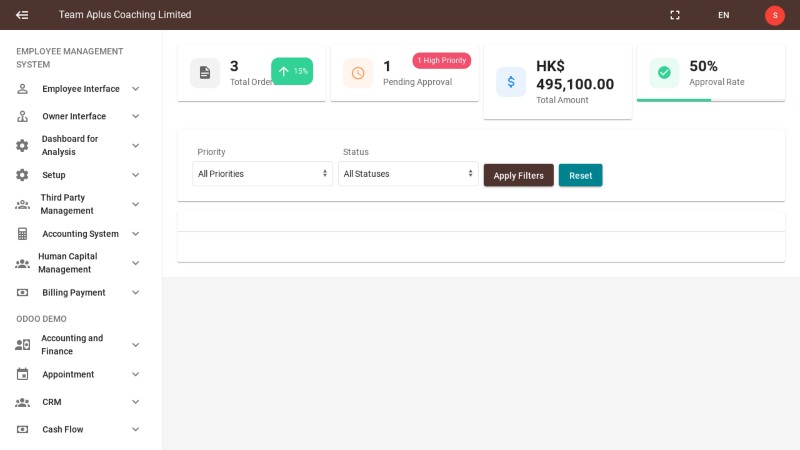 Team Aplus Coaching Limited
EN
S
EMPLOYEE MANAGEMENT
SYSTEM
Employee Interface
Owner Interface
Dashboard for
Analysis
Setup
Third Party
Management
Accounting System
Human Capital
Management
Billing Payment
ODOO DEMO
Accounting and
Finance
Appointment
CRM
Cash Flow
3
Total Order
15%
1
Pending Approval
1 High Priority
HK$
495,100.00
Total Amount
50%
Approval Rate
Priority
All Priorities
Status
All Statuses
Apply Filters
Reset